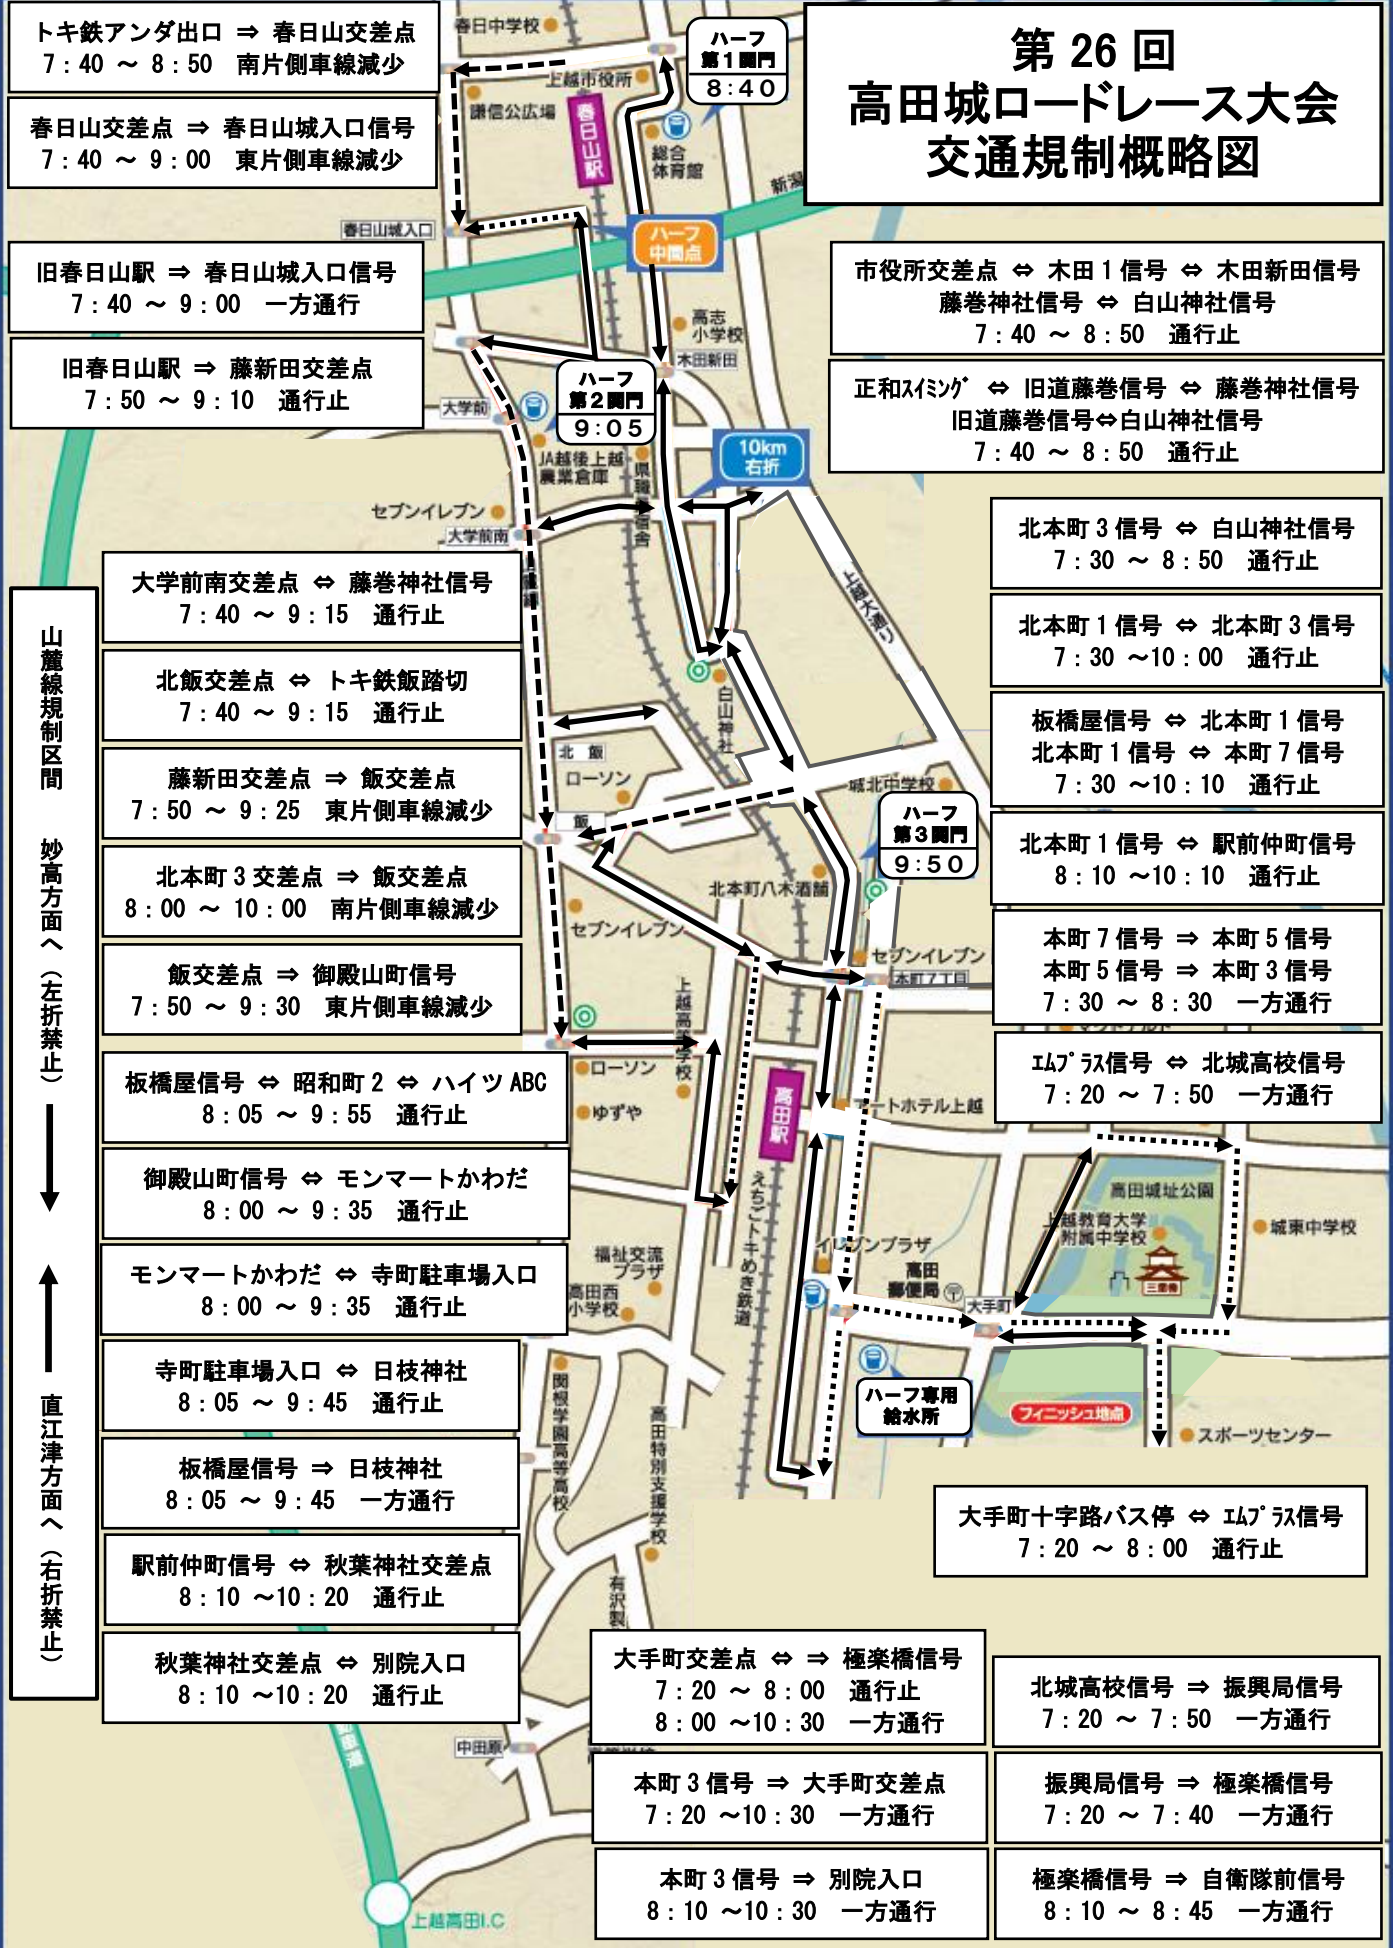 第 26 回
高田城ロードレース大会
交通規制概略図
トキ鉄アンダ出口 ⇒ 春日山交差点
7：40 ～ 8：50　南片側車線減少
春日山交差点 ⇒ 春日山城入口信号
7：40 ～ 9：00　東片側車線減少
旧春日山駅 ⇒ 春日山城入口信号
7：40 ～ 9：00　一方通行
旧春日山駅 ⇒ 藤新田交差点
7：50 ～ 9：10　通行止
大学前南交差点 ⇔ 藤巻神社信号
7：40 ～ 9：15　通行止
北飯交差点 ⇔ トキ鉄飯踏切
7：40 ～ 9：15　通行止
藤新田交差点 ⇒ 飯交差点
7：50 ～ 9：25　東片側車線減少
北本町 3 交差点 ⇒ 飯交差点
8：00 ～ 10：00　南片側車線減少
飯交差点 ⇒ 御殿山町信号
7：50 ～ 9：30　東片側車線減少
板橋屋信号 ⇔ 昭和町 2 ⇔ ハイツ ABC
8：05 ～ 9：55　通行止
御殿山町信号 ⇔ モンマートかわだ
8：00 ～ 9：35　通行止
モンマートかわだ ⇔ 寺町駐車場入口
8：00 ～ 9：35　通行止
寺町駐車場入口 ⇔ 日枝神社
8：05 ～ 9：45　通行止
板橋屋信号 ⇒ 日枝神社
8：05 ～ 9：45　一方通行
駅前仲町信号 ⇔ 秋葉神社交差点
8：10 ～10：20　通行止
秋葉神社交差点 ⇔ 別院入口
8：10 ～10：20　通行止
山麓線規制区間　妙高方面へ（左折禁止）
直江津方面へ（右折禁止）
市役所交差点 ⇔ 木田 1 信号 ⇔ 木田新田信号
藤巻神社信号 ⇔ 白山神社信号
7：40 ～ 8：50　通行止
正和ｽｲﾐﾝｸﾞ ⇔ 旧道藤巻信号 ⇔ 藤巻神社信号
旧道藤巻信号⇔白山神社信号
7：40 ～ 8：50　通行止
北本町 3 信号 ⇔ 白山神社信号
7：30 ～ 8：50　通行止
北本町 1 信号 ⇔ 北本町 3 信号
7：30 ～10：00　通行止
板橋屋信号 ⇔ 北本町 1 信号
北本町 1 信号 ⇔ 本町 7 信号
7：30 ～10：10　通行止
北本町 1 信号 ⇔ 駅前仲町信号
8：10 ～10：10　通行止
本町 7 信号 ⇒ 本町 5 信号
本町 5 信号 ⇒ 本町 3 信号
7：30 ～ 8：30　一方通行
ｴﾑﾌﾟﾗｽ信号 ⇔ 北城高校信号
7：20 ～ 7：50　一方通行
大手町十字路バス停 ⇔ ｴﾑﾌﾟﾗｽ信号
7：20 ～ 8：00　通行止
大手町交差点 ⇔ ⇒ 極楽橋信号
7：20 ～ 8：00　通行止
8：00 ～10：30　一方通行
本町 3 信号 ⇒ 大手町交差点
7：20 ～10：30　一方通行
本町 3 信号 ⇒ 別院入口
8：10 ～10：30　一方通行
北城高校信号 ⇒ 振興局信号
7：20 ～ 7：50　一方通行
振興局信号 ⇒ 極楽橋信号
7：20 ～ 7：40　一方通行
極楽橋信号 ⇒ 自衛隊前信号
8：10 ～ 8：45　一方通行
春日中学校
ハーフ
第1関門
8:40
上越市役所
謙信公広場
春日山駅
総合
体育館
新潟
春日山城入口
ハーフ
中間点
高志
小学校
木田新田
ハーフ
第2関門
9:05
大学前
JA越後上越
農業倉庫
10km
右折
セブンイレブン
大学前南
上越大通り
白山神社
北 飯
ローソン
飯
城北中学校
ハーフ
第3関門
9:50
北本町八木酒舗
セブンイレブン
セブンイレブン
本町7丁目
上越高等学校
ローソン
ゆずや
高田駅
アートホテル上越
えちごトキめき鉄道
高田城址公園
上越教育大学
附属中学校
三重櫓
城東中学校
イレブンプラザ
高田
郵便局
大手町
福祉交流
プラザ
高田西
小学校
ハーフ専用
給水所
フィニッシュ地点
スポーツセンター
関根学園高等学校
高田特別支援学校
有沢製
中田原
上越高田I.C